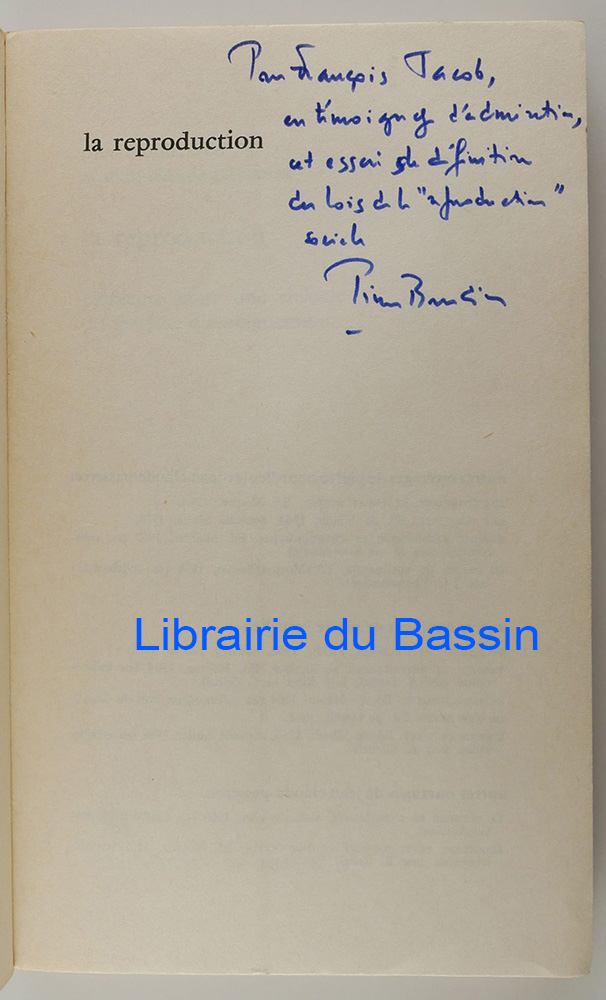 la reproduction
Pour François Jacob,
en témoignage d'admiration,
cet essai de définition
des lois de la "reproduction"
sociale
Pierre Bourdieu
Librairie du Bassin